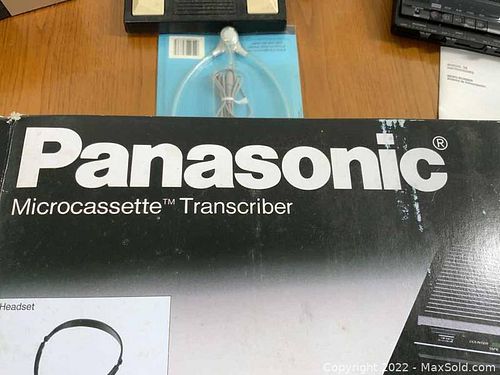 Panasonic®
Microcassette™ Transcriber
Headset
Copyright 2022 - MaxSold.com